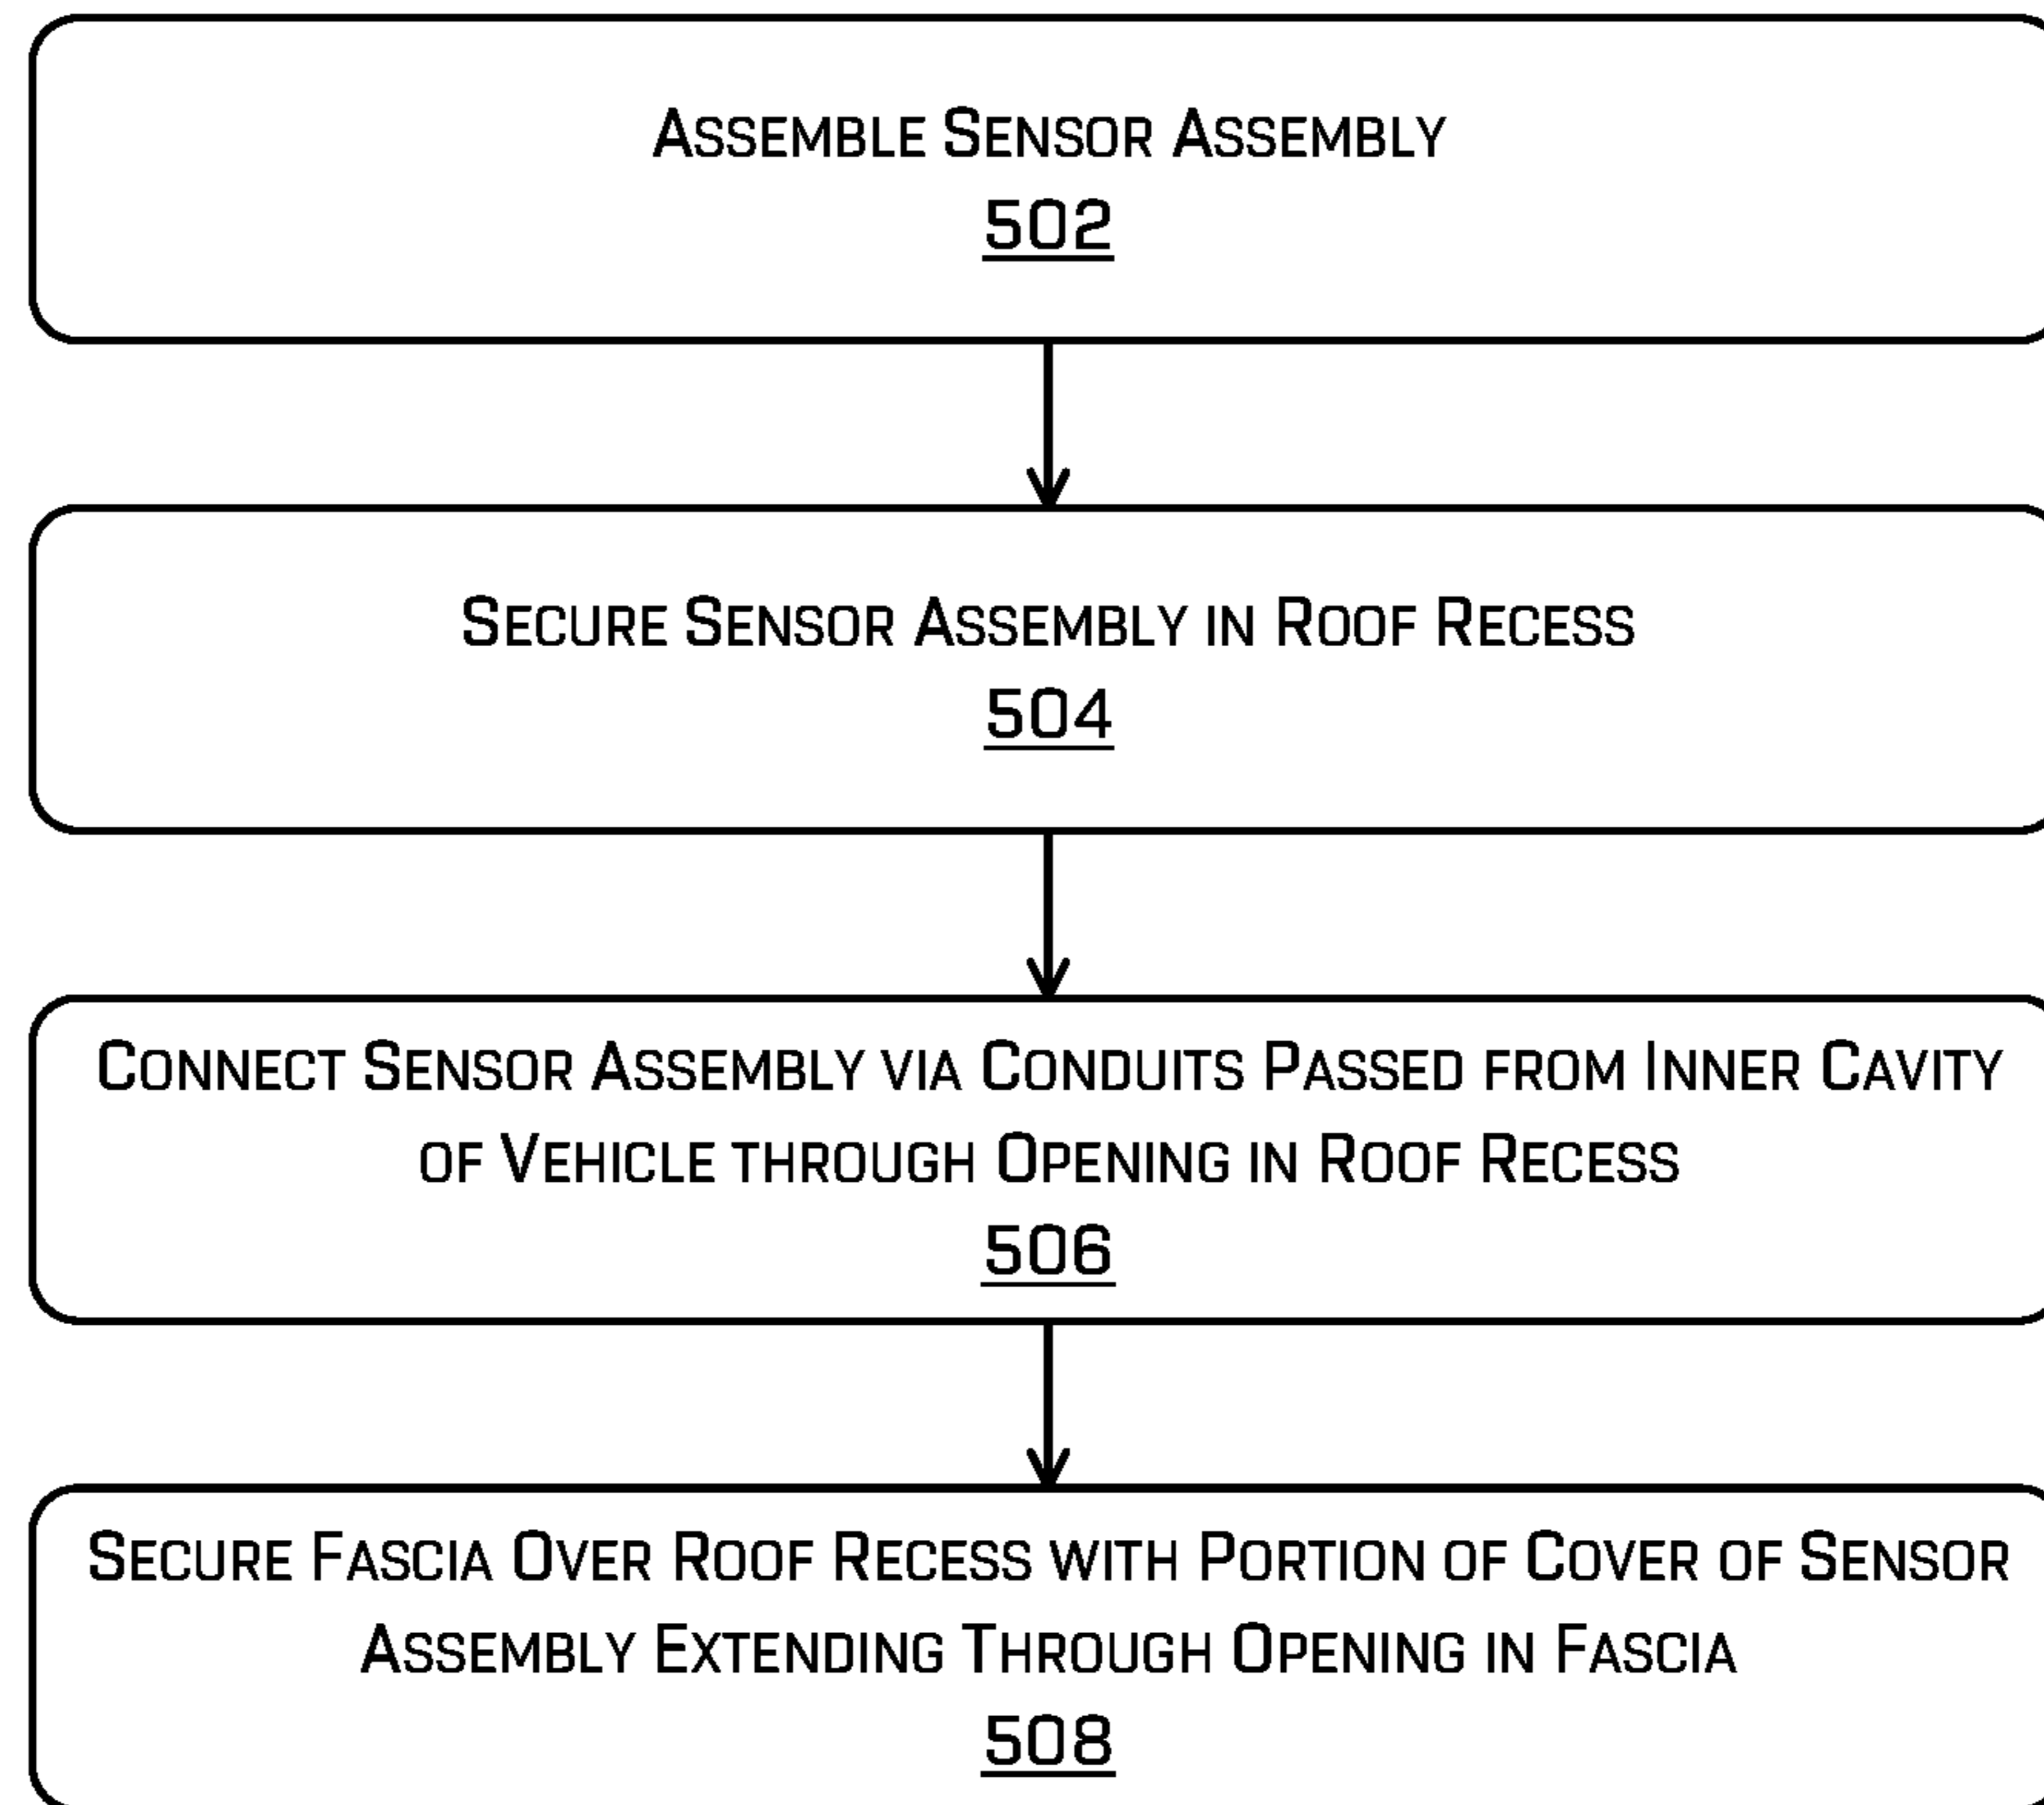 Assemble Sensor Assembly
502
Secure Sensor Assembly in Roof Recess
504
Connect Sensor Assembly via Conduits Passed from Inner Cavity
of Vehicle through Opening in Roof Recess
506
Secure Fascia Over Roof Recess with Portion of Cover of Sensor
Assembly Extending Through Opening in Fascia
508